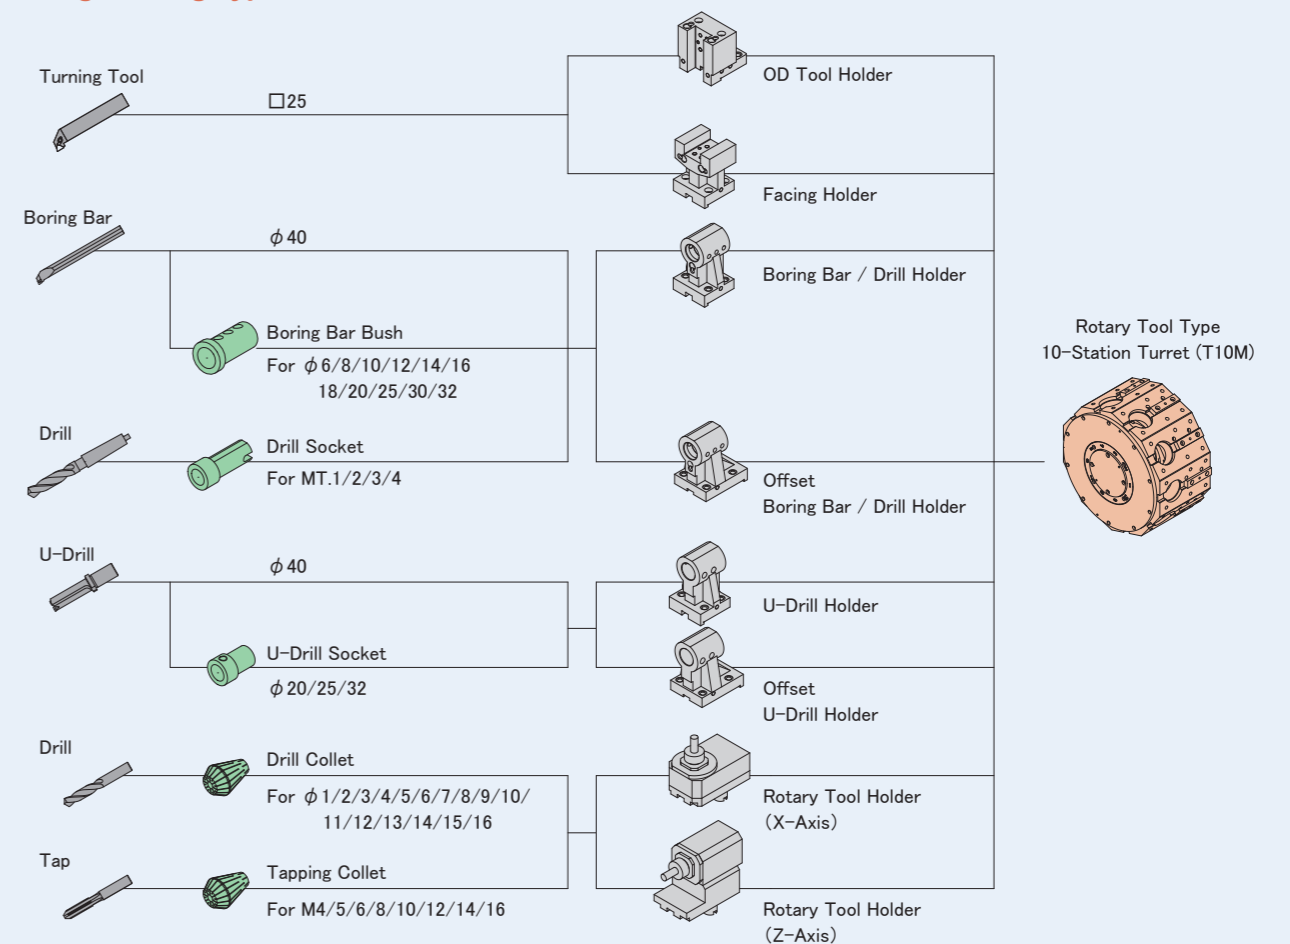 Turning Tool
□25
OD Tool Holder
Facing Holder
Boring Bar
φ40
Boring Bar / Drill Holder
Boring Bar Bush
For φ6/8/10/12/14/16
18/20/25/30/32
Rotary Tool Type
10-Station Turret (T10M)
Drill
Drill Socket
For MT.1/2/3/4
Offset
Boring Bar / Drill Holder
U-Drill
φ40
U-Drill Holder
U-Drill Socket
φ20/25/32
Offset
U-Drill Holder
Drill
Drill Collet
For φ1/2/3/4/5/6/7/8/9/10/
11/12/13/14/15/16
Rotary Tool Holder
(X-Axis)
Tap
Tapping Collet
For M4/5/6/8/10/12/14/16
Rotary Tool Holder
(Z-Axis)